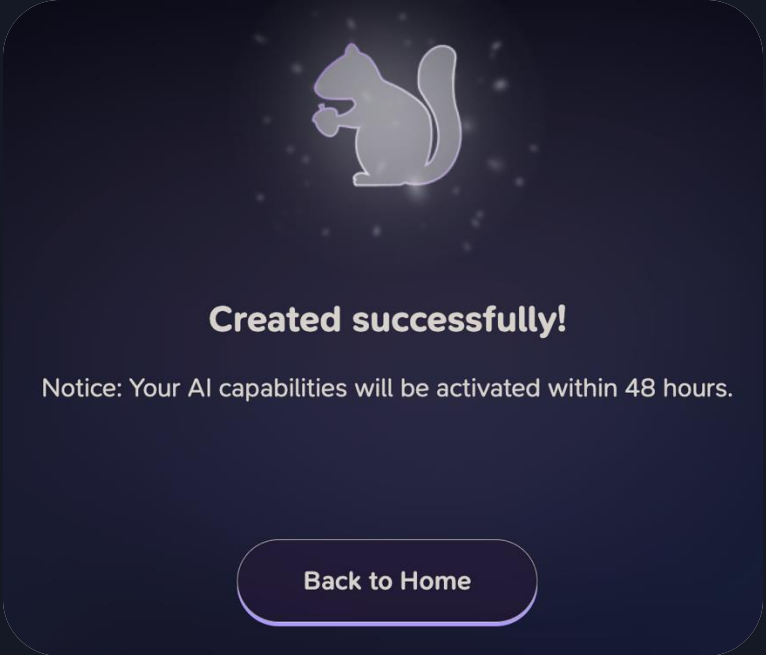 Created successfully!
Notice: Your AI capabilities will be activated within 48 hours.
Back to Home